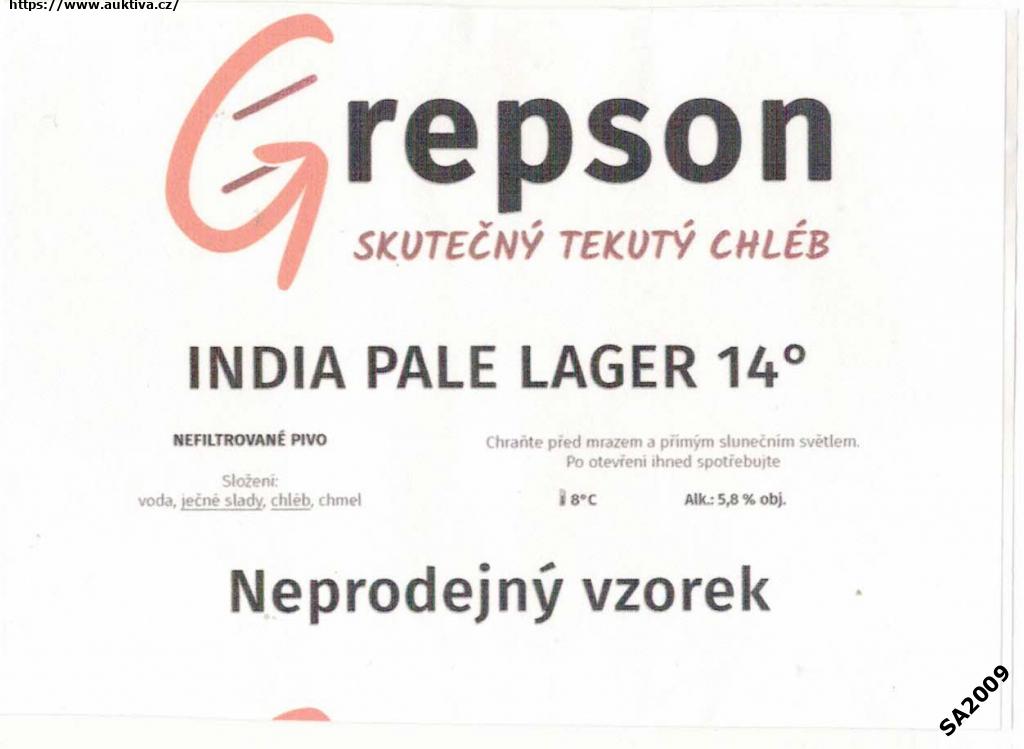 https://www.auktiva.cz/
Grepson
SKUTEČNÝ TEKUTÝ CHLÉB
INDIA PALE LAGER 14°
NEFILTROVANÉ PIVO
Složení:
voda, ječné slady, chléb, chmel
Chraňte před mrazem a přímým slunečním světlem.
Po otevření ihned spotřebujte
8°C
Alk.: 5,8 % obj.
Neprodejný vzorek
SA2009